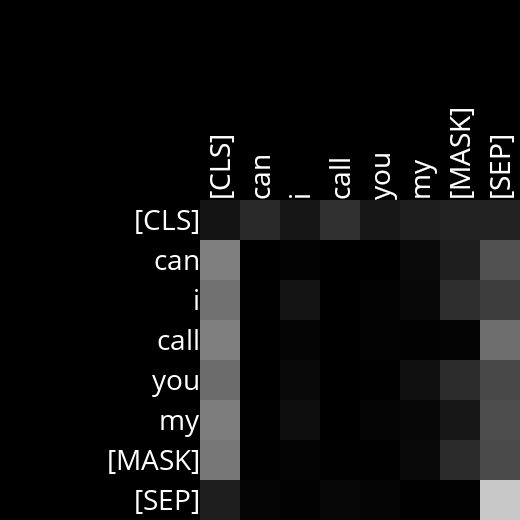 [CLS] can i call you my [MASK] [SEP]
[CLS]
can
i
call
you
my
[MASK]
[SEP]